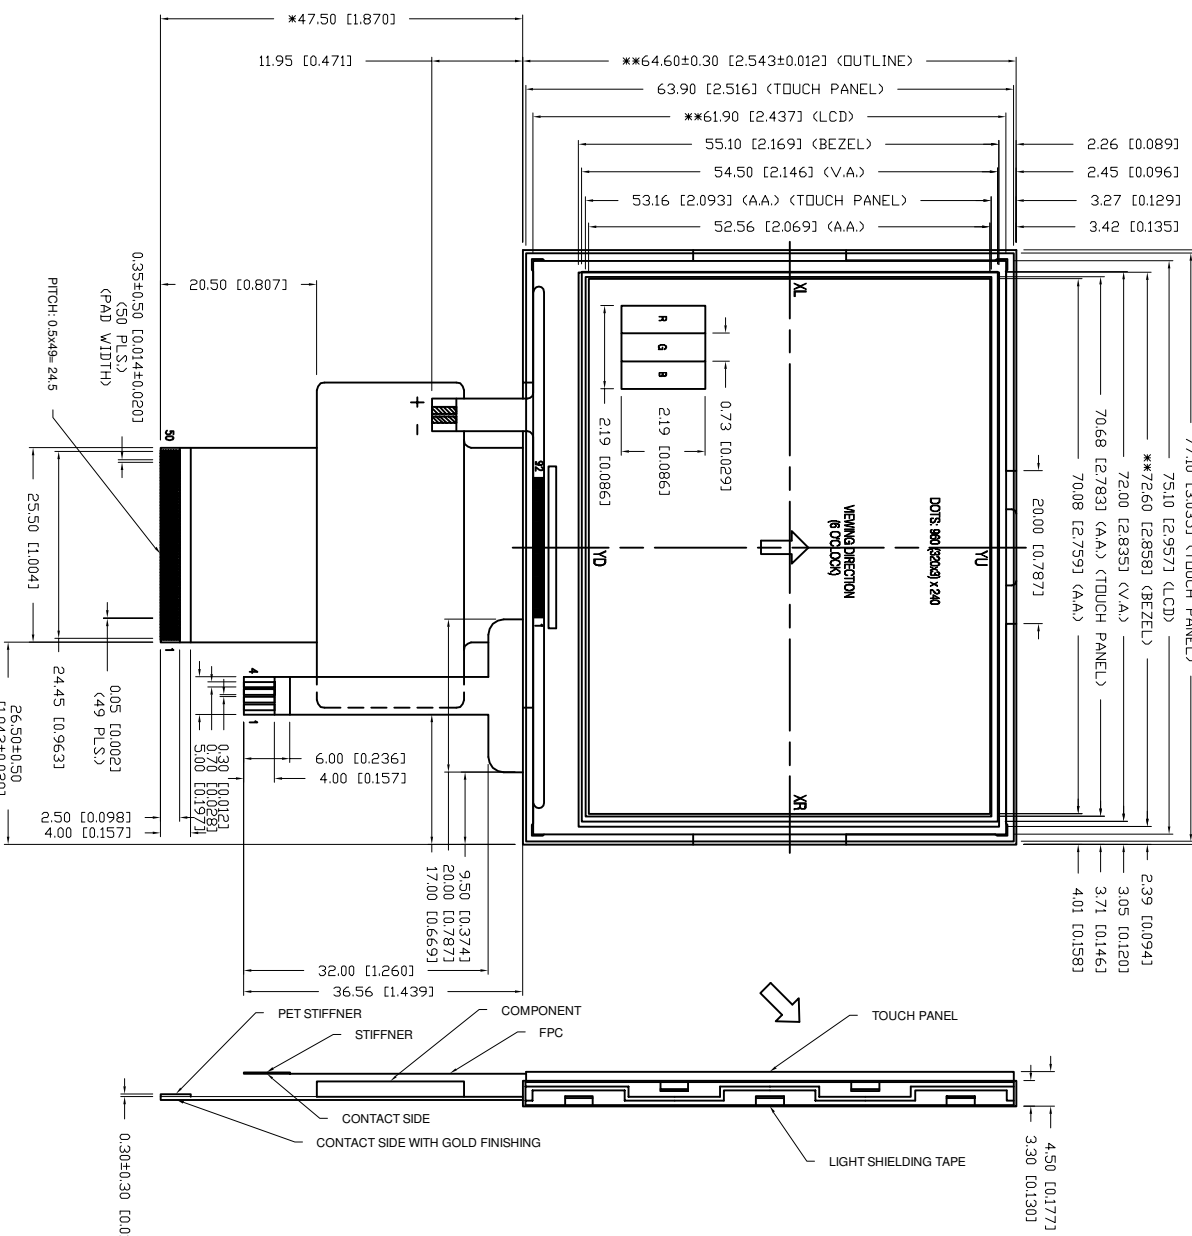 *47.50 [1.870]
11.95 [0.471]
**64.60±0.30 [2.543±0.012] (OUTLINE)
63.90 [2.516] (TOUCH PANEL)
**61.90 [2.437] (LCD)
55.10 [2.169] (BEZEL)
2.26 [0.089]
54.50 [2.146] (V.A.)
2.45 [0.096]
53.16 [2.093] (A.A.) (TOUCH PANEL)
3.27 [0.129]
52.56 [2.069] (A.A.)
3.42 [0.135]
20.50 [0.807]
0.35±0.50 [0.014±0.020]
(50 PLS.)
(PAD WIDTH)
PITCH: 0.5x49= 24.5
XL
R
G
B
0.73 [0.029]
2.19 [0.086]
2.19 [0.086]
+
-
50
92
1
1
25.50 [1.004]
24.45 [0.963]
0.05 [0.002]
(49 PLS.)
26.50±0.50
4
1
0.30 [0.012]
0.70 [0.028]
5.00 [0.197]
6.00 [0.236]
4.00 [0.157]
2.50 [0.098]
4.00 [0.157]
YD
VIEWING DIRECTION
(6 O'CLOCK)
DOTS: 960(320x3) x 240
YU
XR
20.00 [0.787]
(TOUCH PANEL)
75.10 [2.957] (LCD)
**72.60 [2.858] (BEZEL)
72.00 [2.835] (V.A.)
70.68 [2.783] (A.A.) (TOUCH PANEL)
70.08 [2.759] (A.A.)
2.39 [0.094]
3.05 [0.120]
3.71 [0.146]
4.01 [0.158]
9.50 [0.374]
20.00 [0.787]
17.00 [0.669]
32.00 [1.260]
36.56 [1.439]
PET STIFFNER
STIFFNER
COMPONENT
FPC
TOUCH PANEL
CONTACT SIDE
CONTACT SIDE WITH GOLD FINISHING
LIGHT SHIELDING TAPE
0.30±0.30 [0.0
4.50 [0.177]
3.30 [0.130]